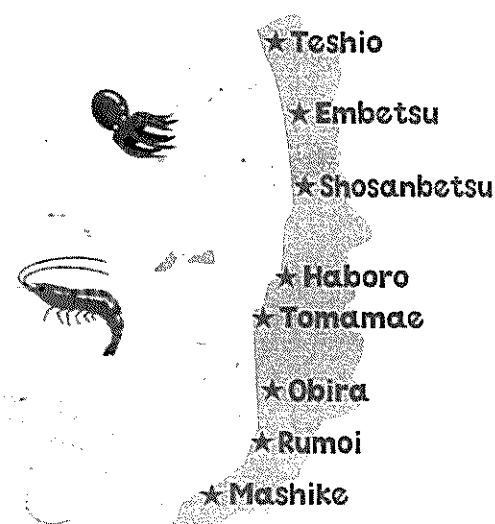 ★Teshio
★Embetsu
★Shosanbetsu
★Haboro
★Tomamae
★Obira
★Rumoi
★Mashike